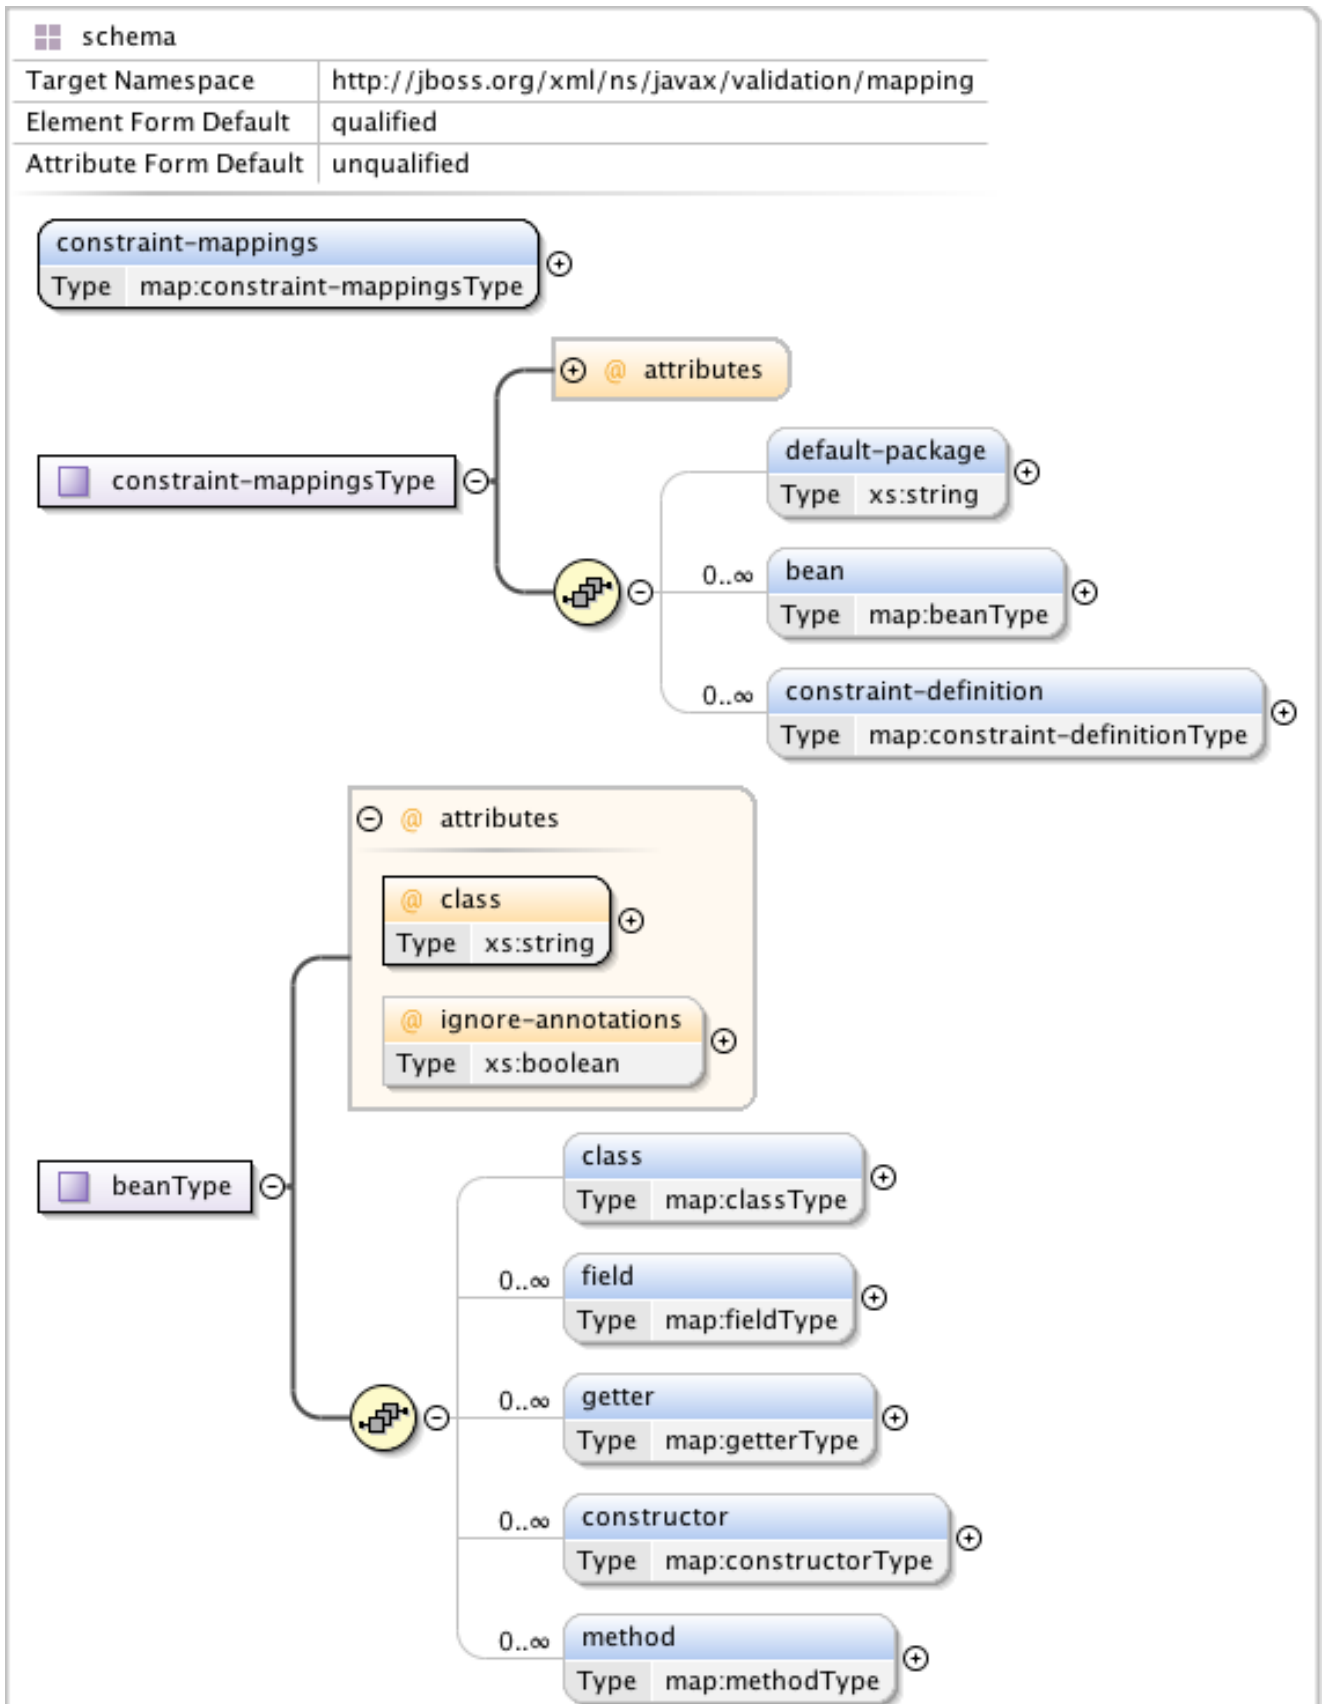 schema
Target Namespace http://jboss.org/xml/ns/javax/validation/mapping
Element Form Default qualified
Attribute Form Default unqualified
constraint-mappings
Type map:constraint-mappingsType
@ attributes
constraint-mappingsType
default-package
Type xs:string
0..∞ bean
Type map:beanType
0..∞ constraint-definition
Type map:constraint-definitionType
@ attributes
@ class
Type xs:string
@ ignore-annotations
Type xs:boolean
beanType
class
Type map:classType
0..∞ field
Type map:fieldType
0..∞ getter
Type map:getterType
0..∞ constructor
Type map:constructorType
0..∞ method
Type map:methodType